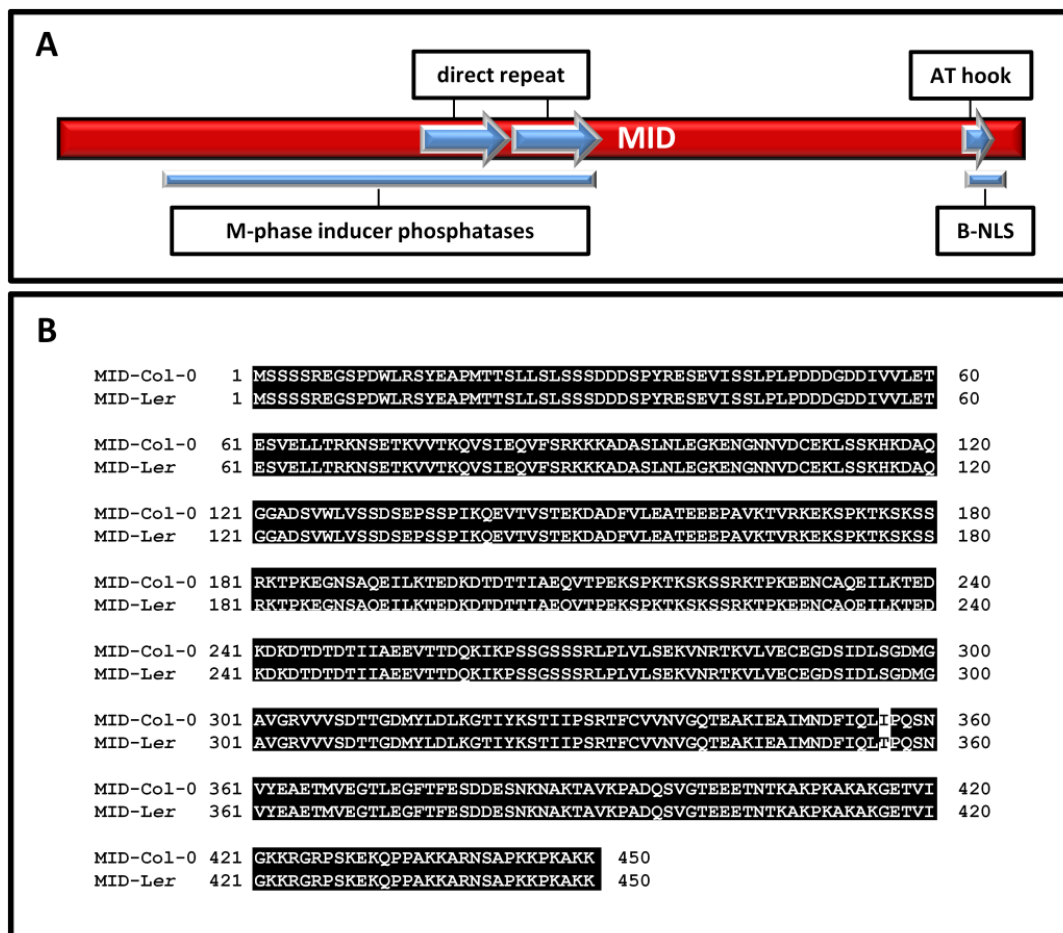 A
direct repeat
AT hook
MID
M-phase inducer phosphatases
B-NLS
B
MID-Col-0 1 MSSSSREGSPDWLRSYEAPMTTSLLSLSSSDDDSPYRESEVISSLPLPDDDGDDIVVLET 60
MID-Ler 1 MSSSSREGSPDWLRSYEAPMTTSLLSLSSSDDDSPYRESEVISSLPLPDDDGDDIVVLET 60
MID-Col-0 61 ESVELLTRKNSETKVVTKQVSIEQVFSRKKKADASLNLEGKENGNNVDCEKLSSKHKDAQ 120
MID-Ler 61 ESVELLTRKNSETKVVTKQVSIEQVFSRKKKADASLNLEGKENGNNVDCEKLSSKHKDAQ 120
MID-Col-0 121 GGADSVWLVSSDSEPSSPIKQEVTVSTEKDADFVLEATEEEPAVKTVRKEKSPKTKSKSS 180
MID-Ler 121 GGADSVWLVSSDSEPSSPIKQEVTVSTEKDADFVLEATEEEPAVKTVRKEKSPKTKSKSS 180
MID-Col-0 181 RKTPKEGNSAQEILKTEDKDTDTTIAEQVTPEKSPKTKSKSSRKTPKEENCAQEILKTED 240
MID-Ler 181 RKTPKEGNSAQEILKTEDKDTDTTIAEQVTPEKSPKTKSKSSRKTPKEENCAQEILKTED 240
MID-Col-0 241 KDKDTDTDTIIAEEVTTDQKIKPSSGSSSRLPLVLSEKVNRTKVLVECEGDSIDLSGDMG 300
MID-Ler 241 KDKDTDTDTIIAEEVTTDQKIKPSSGSSSRLPLVLSEKVNRTKVLVECEGDSIDLSGDMG 300
MID-Col-0 301 AVGRVVVSDTTGDMYLDLKGTIYKSTIIPSRTFCVVNVGQTEAKIEAIMNDFIQLIPQSN 360
MID-Ler 301 AVGRVVVSDTTGDMYLDLKGTIYKSTIIPSRTFCVVNVGQTEAKIEAIMNDFIQLTPQSN 360
MID-Col-0 361 VYEAETMVEGTLEGFTFESDDESNKNAKTAVKPADQSVGTEEETNTKAKPKAKAKGETVI 420
MID-Ler 361 VYEAETMVEGTLEGFTFESDDESNKNAKTAVKPADQSVGTEEETNTKAKPKAKAKGETVI 420
MID-Col-0 421 GKKRGRPSKEKQPPAKKARNSAPKKPKAKK 450
MID-Ler 421 GKKRGRPSKEKQPPAKKARNSAPKKPKAKK 450